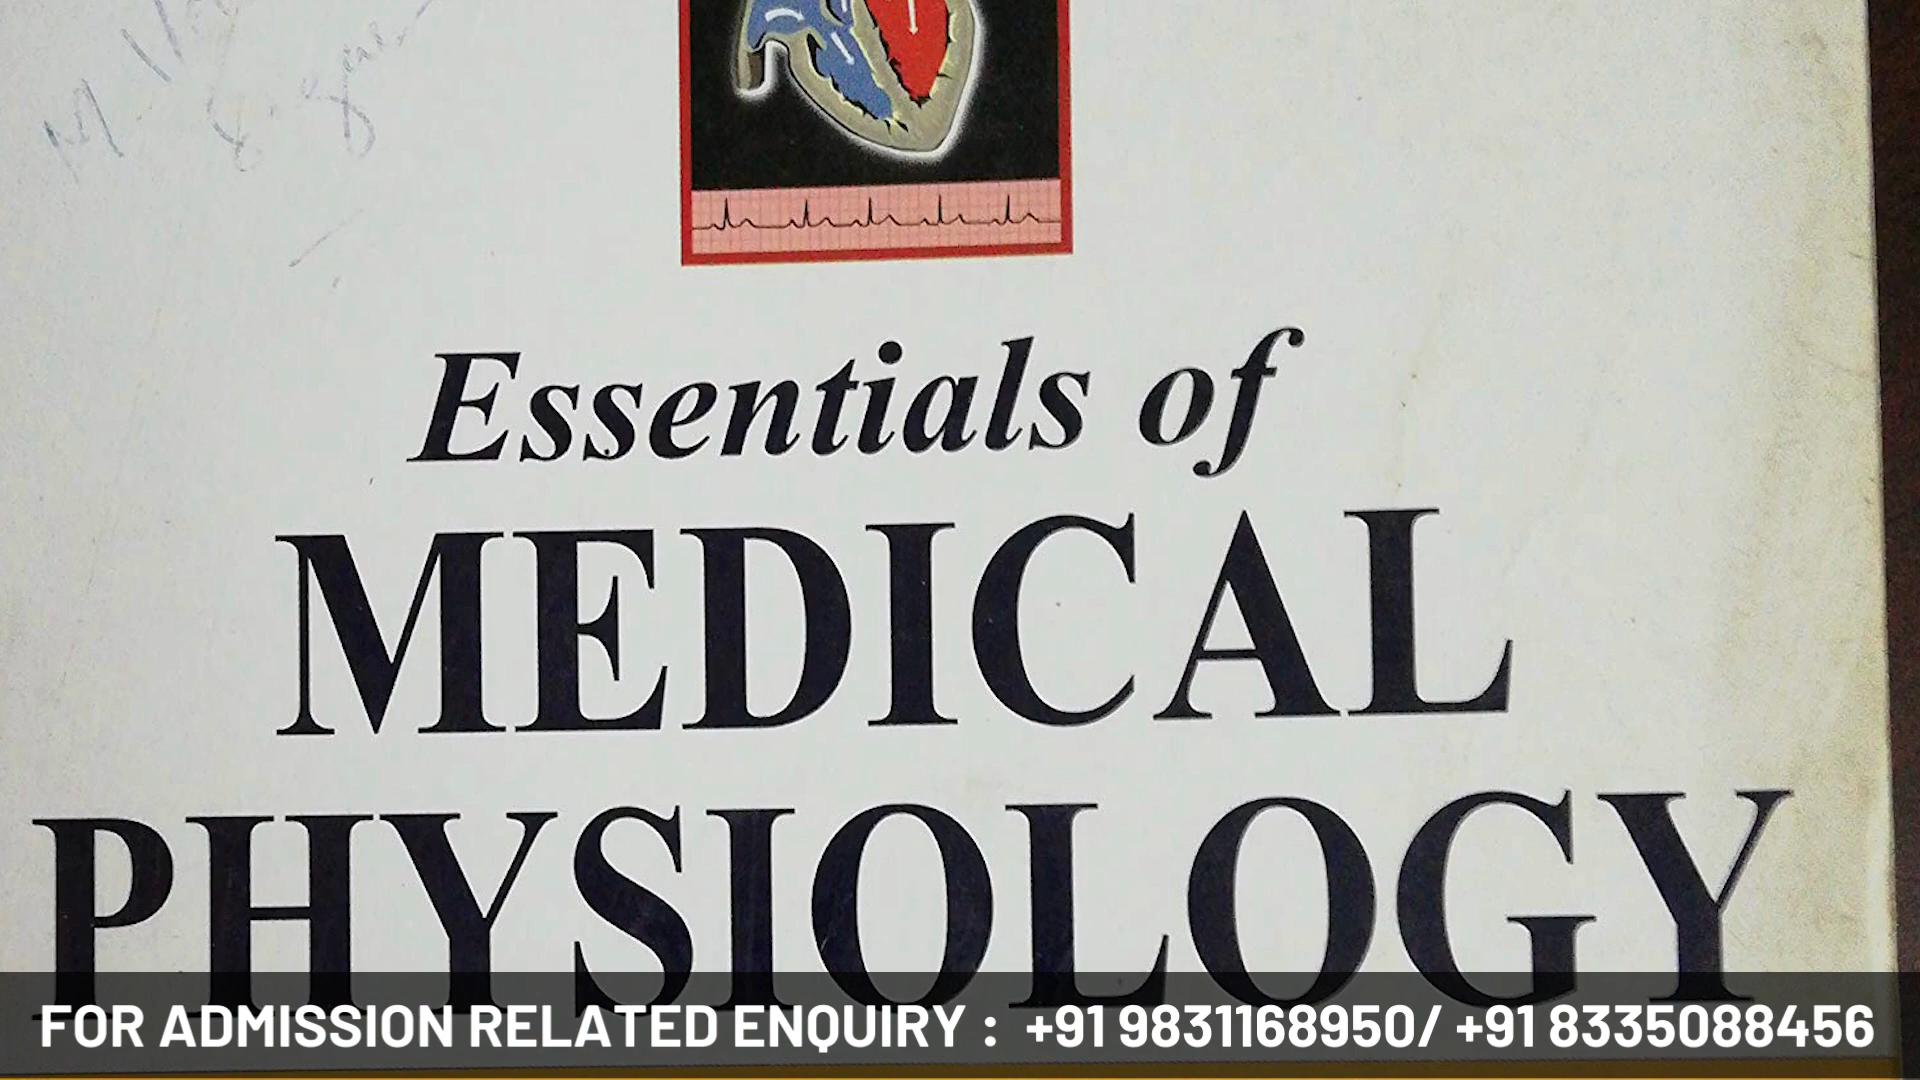 Essentials of
MEDICAL
PHYSIOLOGY
FOR ADMISSION RELATED ENQUIRY : +91 9831168950/ +91 8335088456